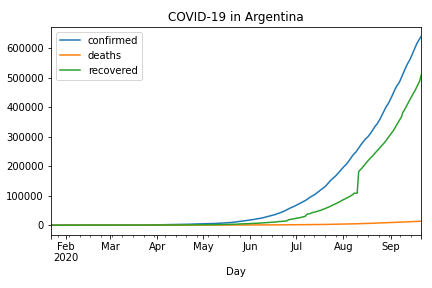 COVID-19 in Argentina
confirmed
deaths
recovered
600000
500000
400000
300000
200000
100000
0
Feb Mar Apr May Jun Jul Aug Sep
2020
Day